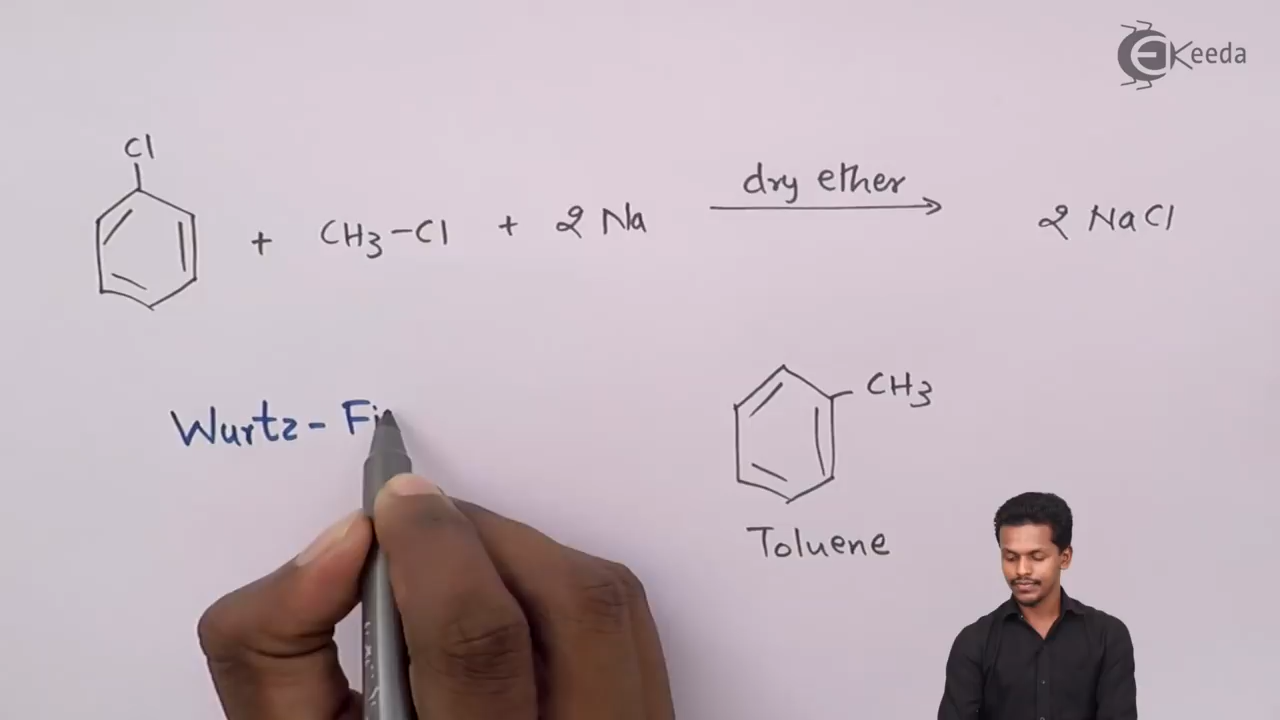 EKeeda
Cl
dry ether
+ CH3-Cl + 2 Na 2 NaCl
CH3
Wurtz- Fi
Toluene